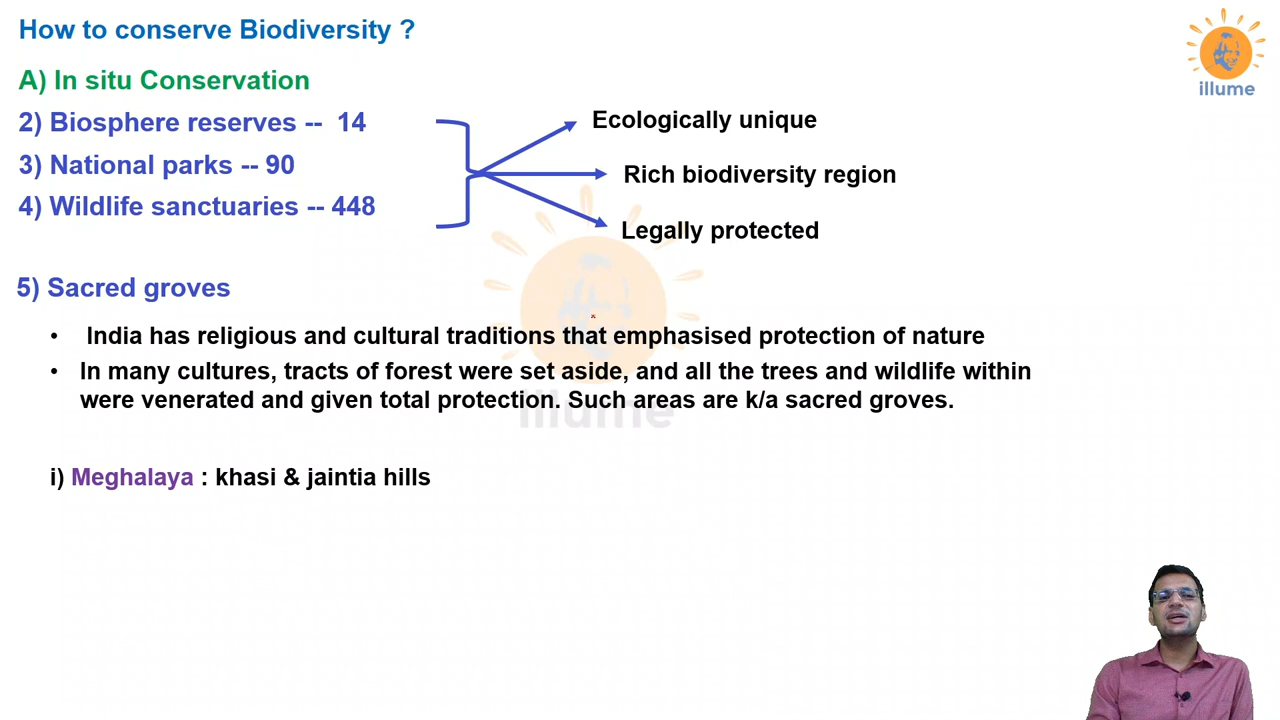 How to conserve Biodiversity ?
illume
A) In situ Conservation
2) Biosphere reserves -- 14
3) National parks -- 90
4) Wildlife sanctuaries -- 448
Ecologically unique
Rich biodiversity region
Legally protected
5) Sacred groves
• India has religious and cultural traditions that emphasised protection of nature
• In many cultures, tracts of forest were set aside, and all the trees and wildlife within
were venerated and given total protection. Such areas are k/a sacred groves.
illume
i) Meghalaya : khasi & jaintia hills